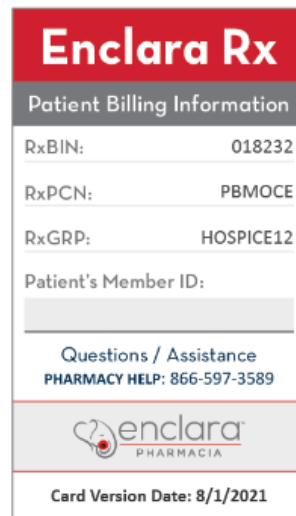 Enclara Rx
Patient Billing Information
RxBIN: 018232
RxPCN: PBMOCE
RxGRP: HOSPICE12
Patient's Member ID:
Questions / Assistance
PHARMACY HELP: 866-597-3589
enclara
PHARMACIA
Card Version Date: 8/1/2021